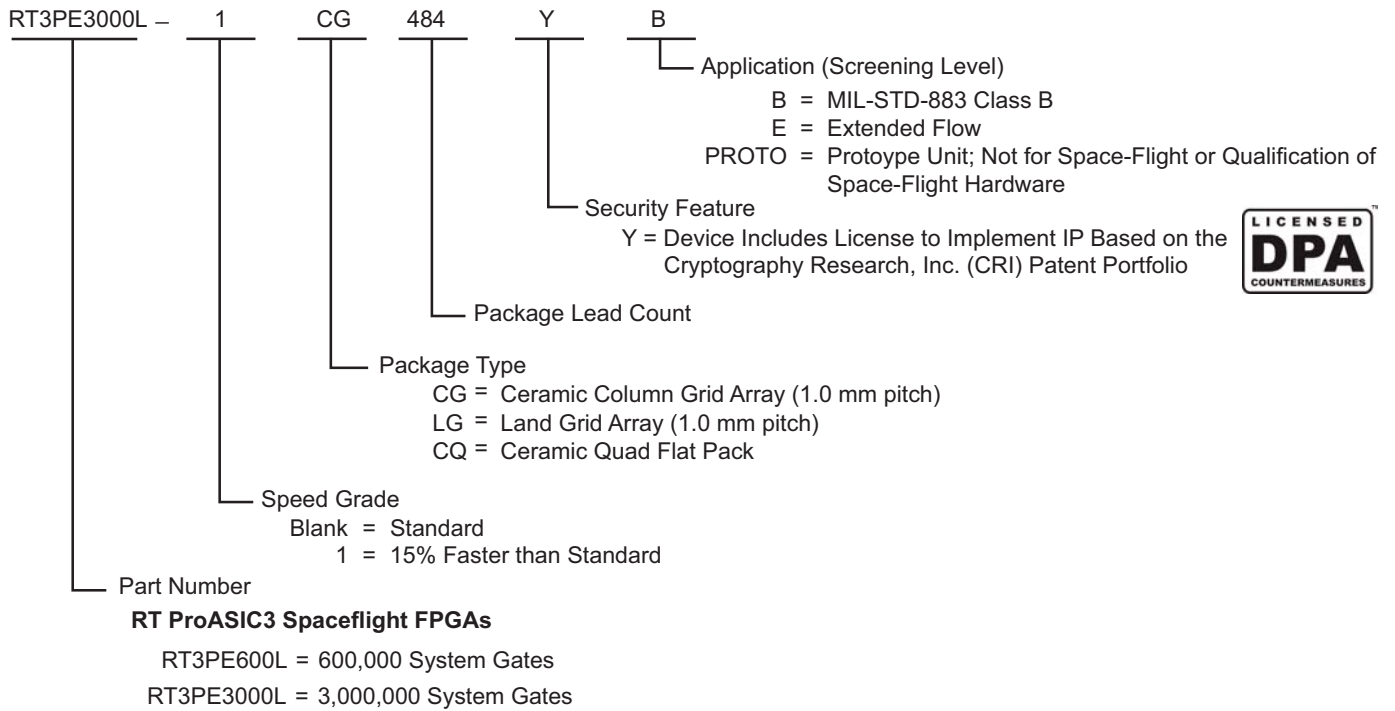 RT3PE3000L – 1 CG 484 Y B
Application (Screening Level)
B = MIL-STD-883 Class B
E = Extended Flow
PROTO = Protoype Unit; Not for Space-Flight or Qualification of
Space-Flight Hardware
Security Feature
Y = Device Includes License to Implement IP Based on the
Cryptography Research, Inc. (CRI) Patent Portfolio
LICENSED
DPA
COUNTERMEASURES
TM
Package Lead Count
Package Type
CG = Ceramic Column Grid Array (1.0 mm pitch)
LG = Land Grid Array (1.0 mm pitch)
CQ = Ceramic Quad Flat Pack
Speed Grade
Blank = Standard
1 = 15% Faster than Standard
Part Number
RT ProASIC3 Spaceflight FPGAs
RT3PE600L = 600,000 System Gates
RT3PE3000L = 3,000,000 System Gates